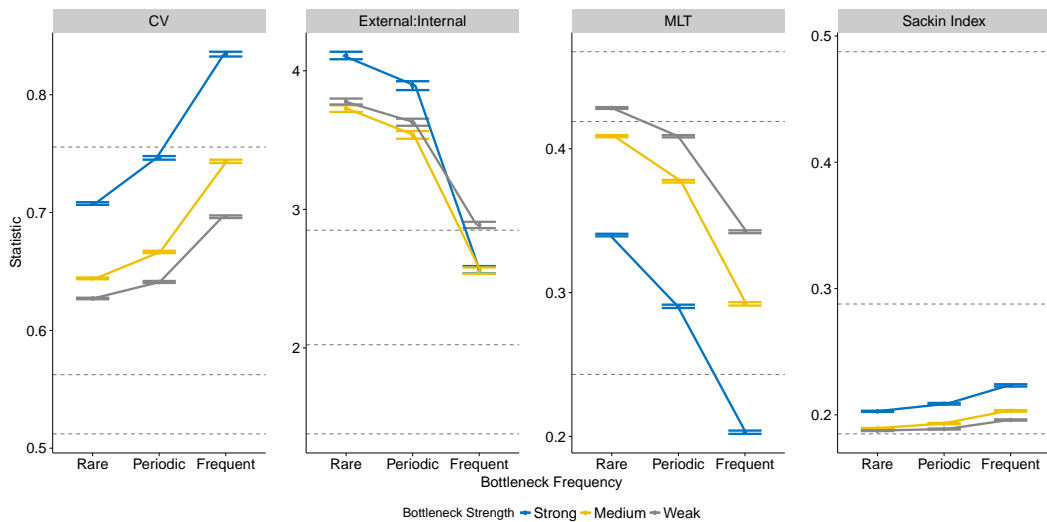 CV
External:Internal
MLT
Sackin Index
Statistic
0.8
0.7
0.6
0.5
4
3
2
0.4
0.3
0.2
0.5
0.4
0.3
0.2
Rare Periodic Frequent
Rare Periodic Frequent
Rare Periodic Frequent
Rare Periodic Frequent
Bottleneck Frequency
Bottleneck Strength Strong Medium Weak